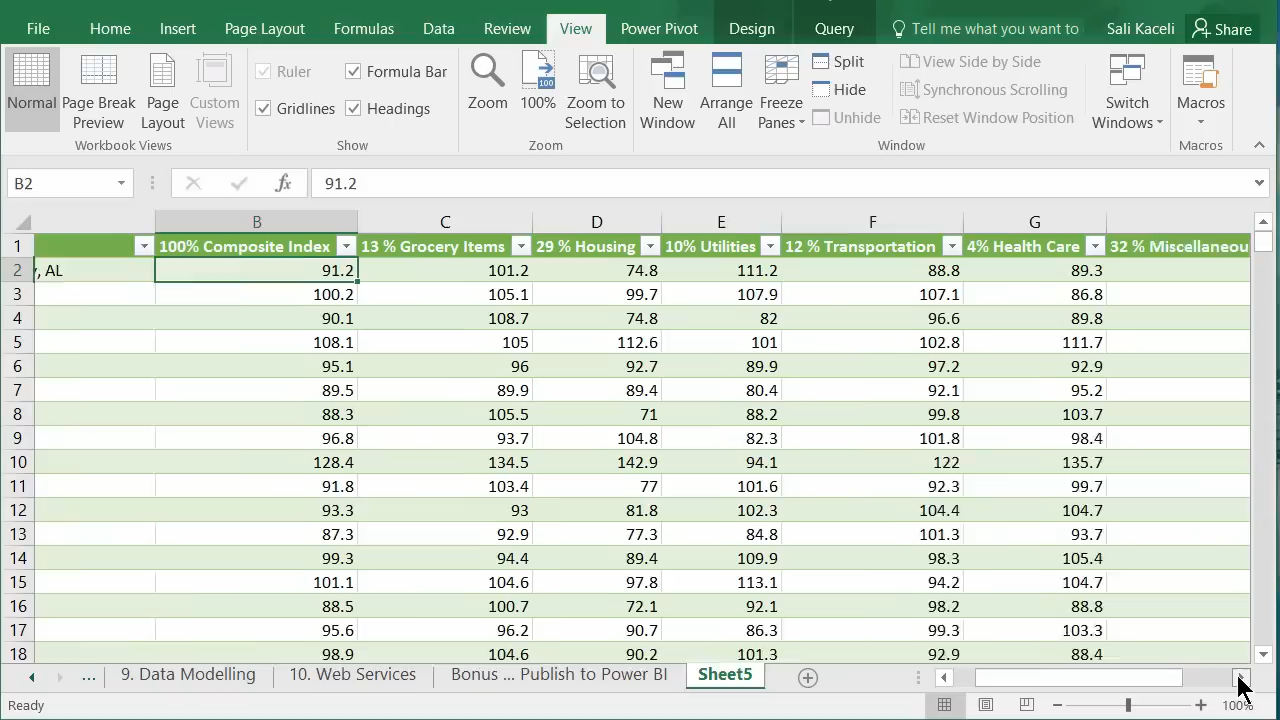 File Home Insert Page Layout Formulas Data Review View Power Pivot Design Query Tell me what you want to Sali Kaceli Share
Normal Page Break Preview Page Layout Custom Views
Workbook Views
Ruler Formula Bar
Gridlines Headings
Show
Zoom 100% Zoom to Selection
Zoom
New Window Arrange All Freeze Panes
Split
Hide
Unhide
View Side by Side
Synchronous Scrolling
Reset Window Position
Switch Windows
Window
Macros
Macros
B2 fx 91.2
B C D E F G
1 100% Composite Index 13 % Grocery Items 29 % Housing 10% Utilities 12 % Transportation 4% Health Care 32 % Miscellaneou
2 , AL 91.2 101.2 74.8 111.2 88.8 89.3
3 100.2 105.1 99.7 107.9 107.1 86.8
4 90.1 108.7 74.8 82 96.6 89.8
5 108.1 105 112.6 101 102.8 111.7
6 95.1 96 92.7 89.9 97.2 92.9
7 89.5 89.9 89.4 80.4 92.1 95.2
8 88.3 105.5 71 88.2 99.8 103.7
9 96.8 93.7 104.8 82.3 101.8 98.4
10 128.4 134.5 142.9 94.1 122 135.7
11 91.8 103.4 77 101.6 92.3 99.7
12 93.3 93 81.8 102.3 104.4 104.7
13 87.3 92.9 77.3 84.8 101.3 93.7
14 99.3 94.4 89.4 109.9 98.3 105.4
15 101.1 104.6 97.8 113.1 94.2 104.7
16 88.5 100.7 72.1 92.1 98.2 88.8
17 95.6 96.2 90.7 86.3 99.3 103.3
18 98.9 104.6 90.2 101.3 92.9 88.4
... 9. Data Modelling 10. Web Services Bonus ... Publish to Power BI Sheet5
Ready 100%